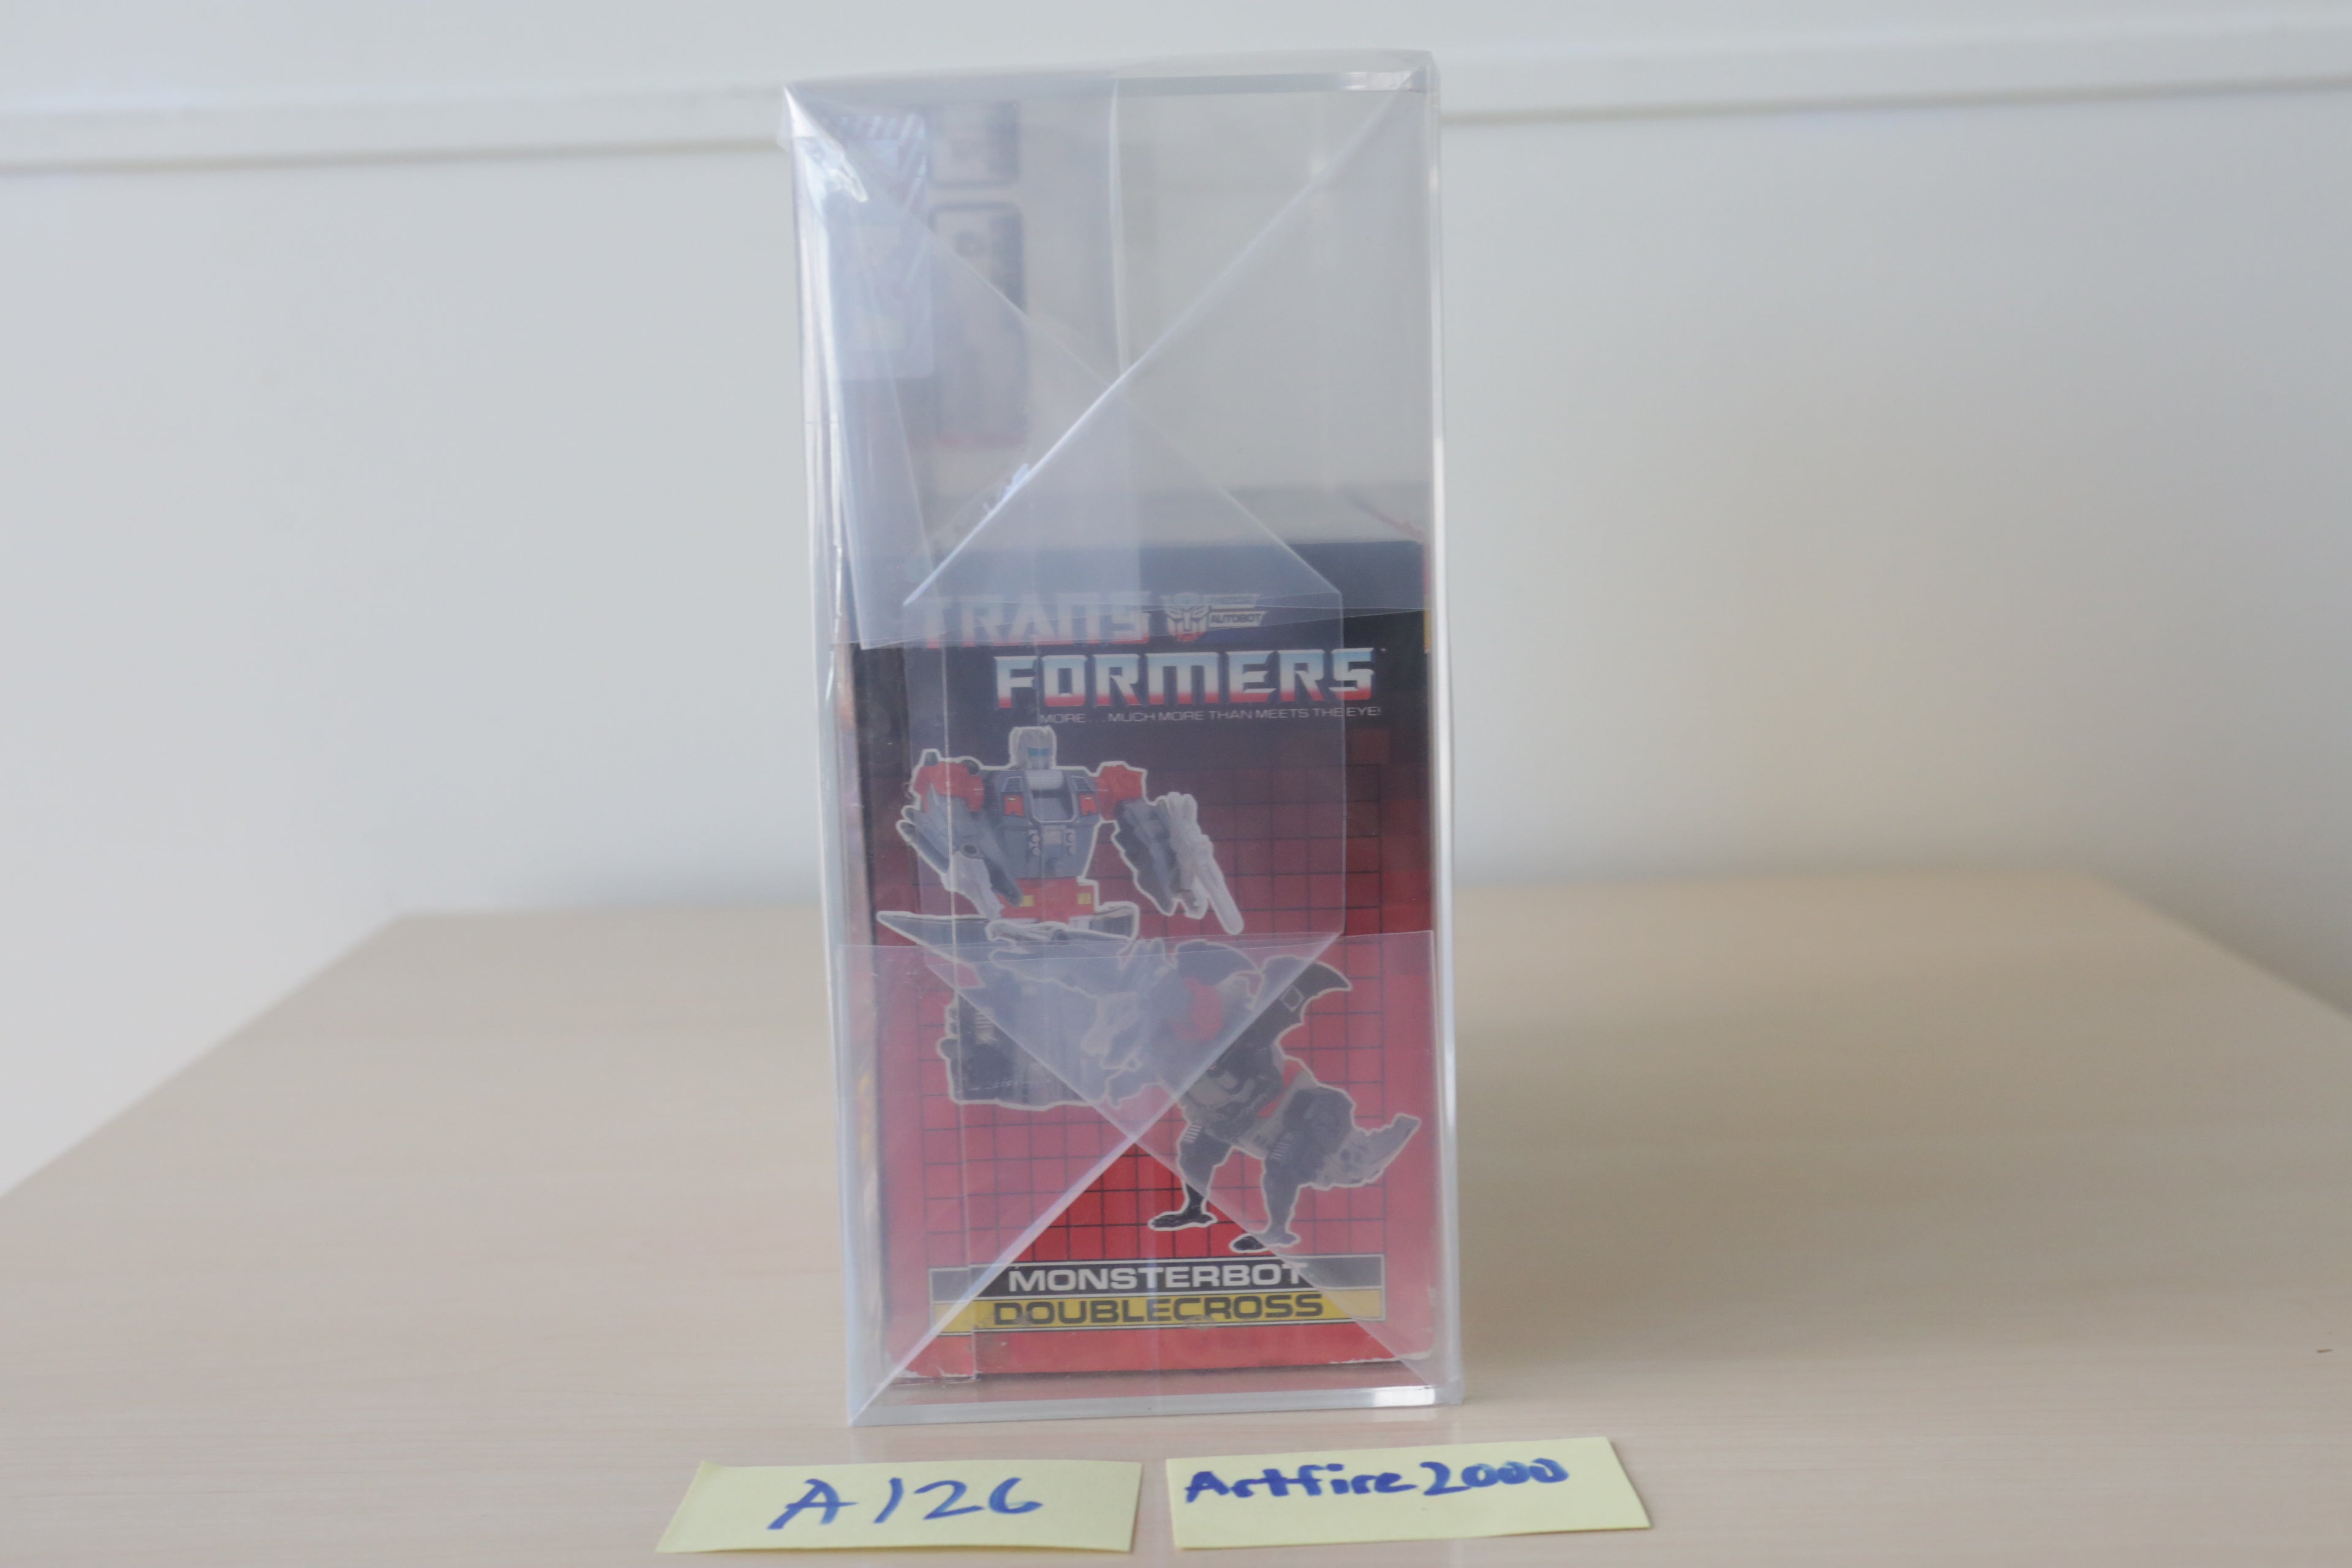 TRANS
AUTOBOT
FORMERS
MORE... MUCH MORE THAN MEETS THE EYE!
MONSTERBOT
DOUBLECROSS
A126
Artfire2000